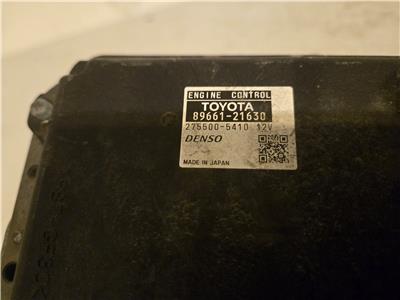 ENGINE CONTROL
TOYOTA
89661-21630
275500-5410 12V
DENSO
MADE IN JAPAN